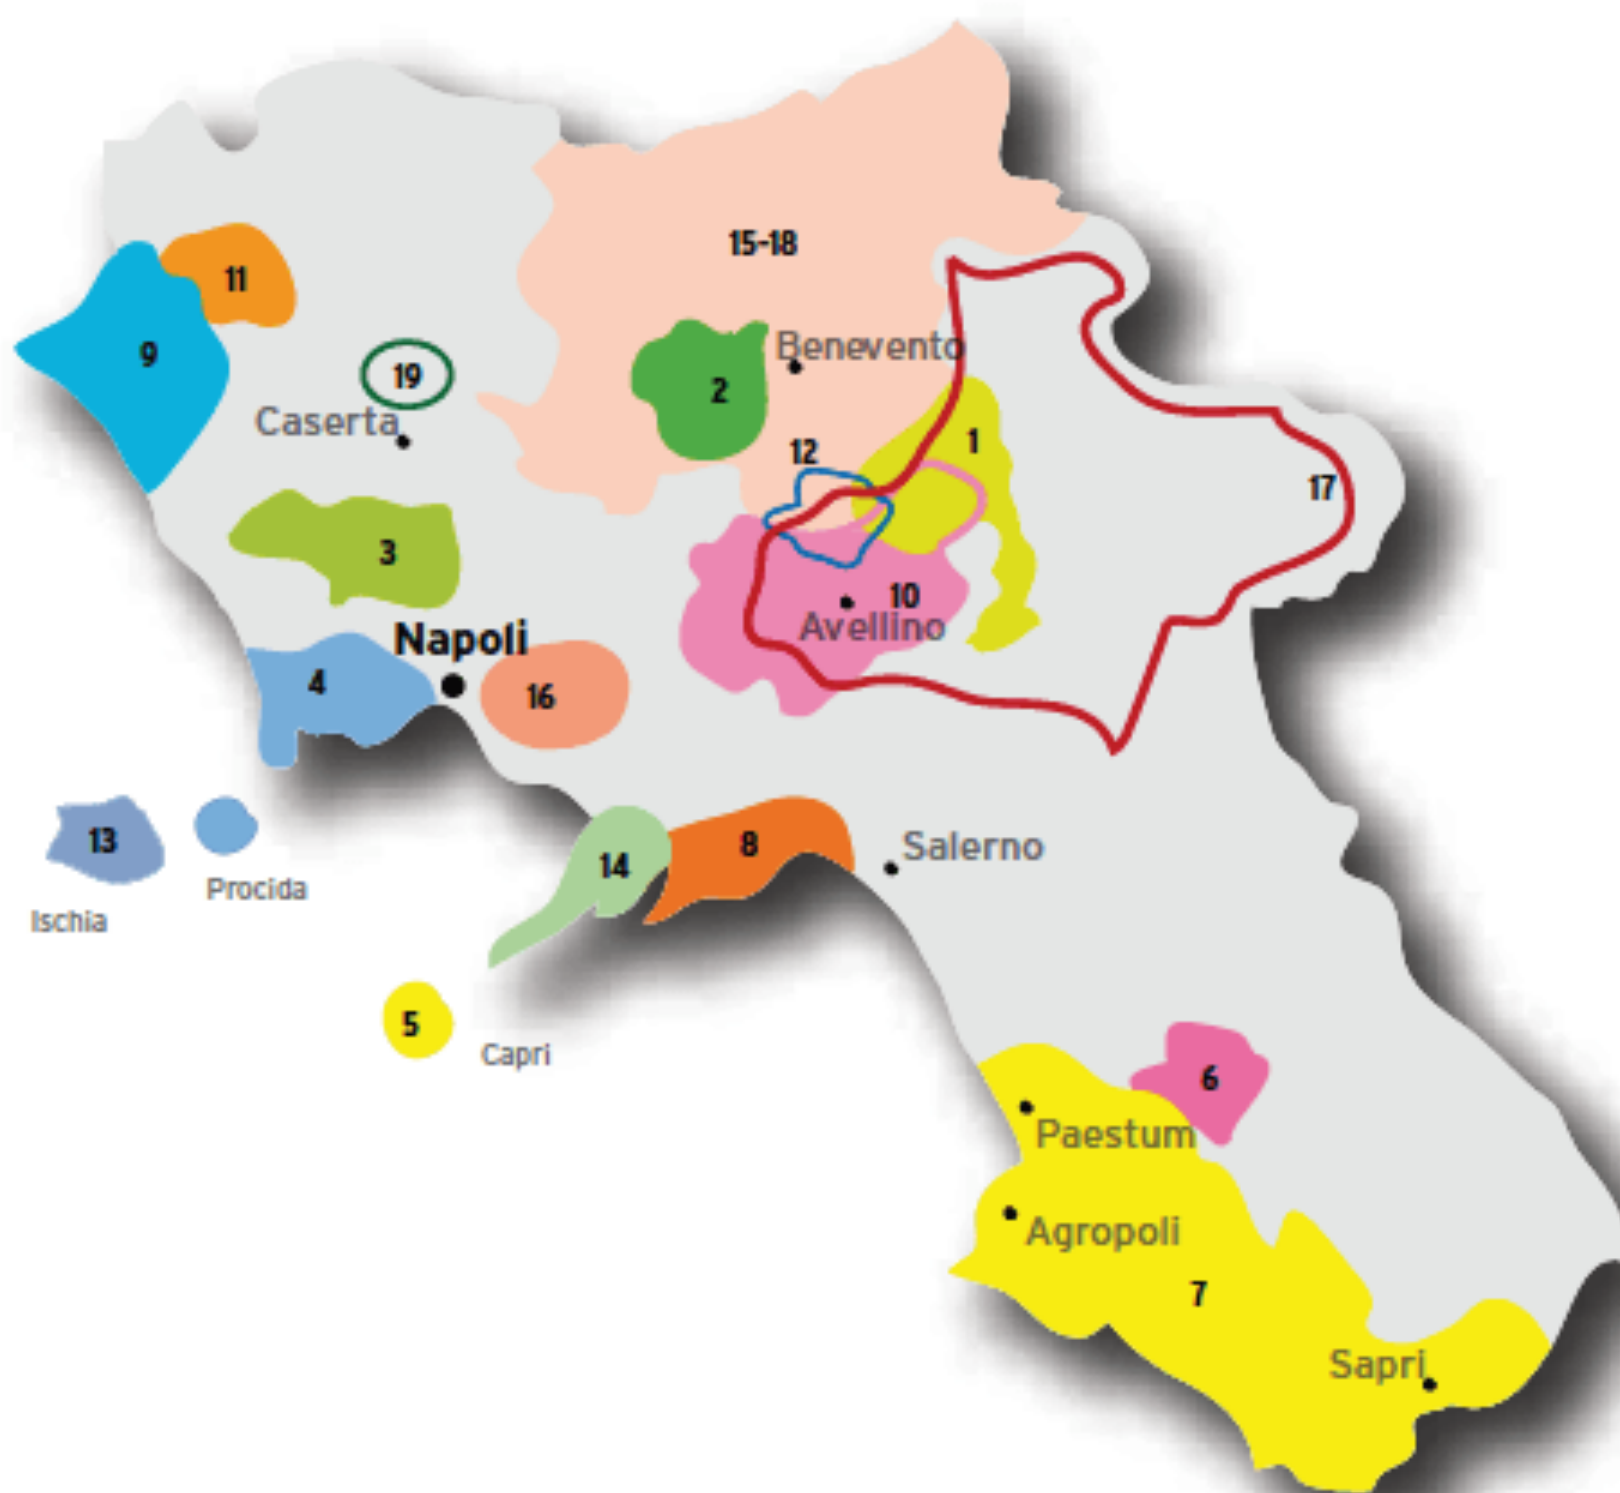 15-18
11
9
Benevento
19
2
Caserta
12
1
17
3
10
Avellino
Napoli
4
16
13
8
14
Salerno
Procida
Ischia
5
Capri
6
Paestum
Agropoli
7
Sapri